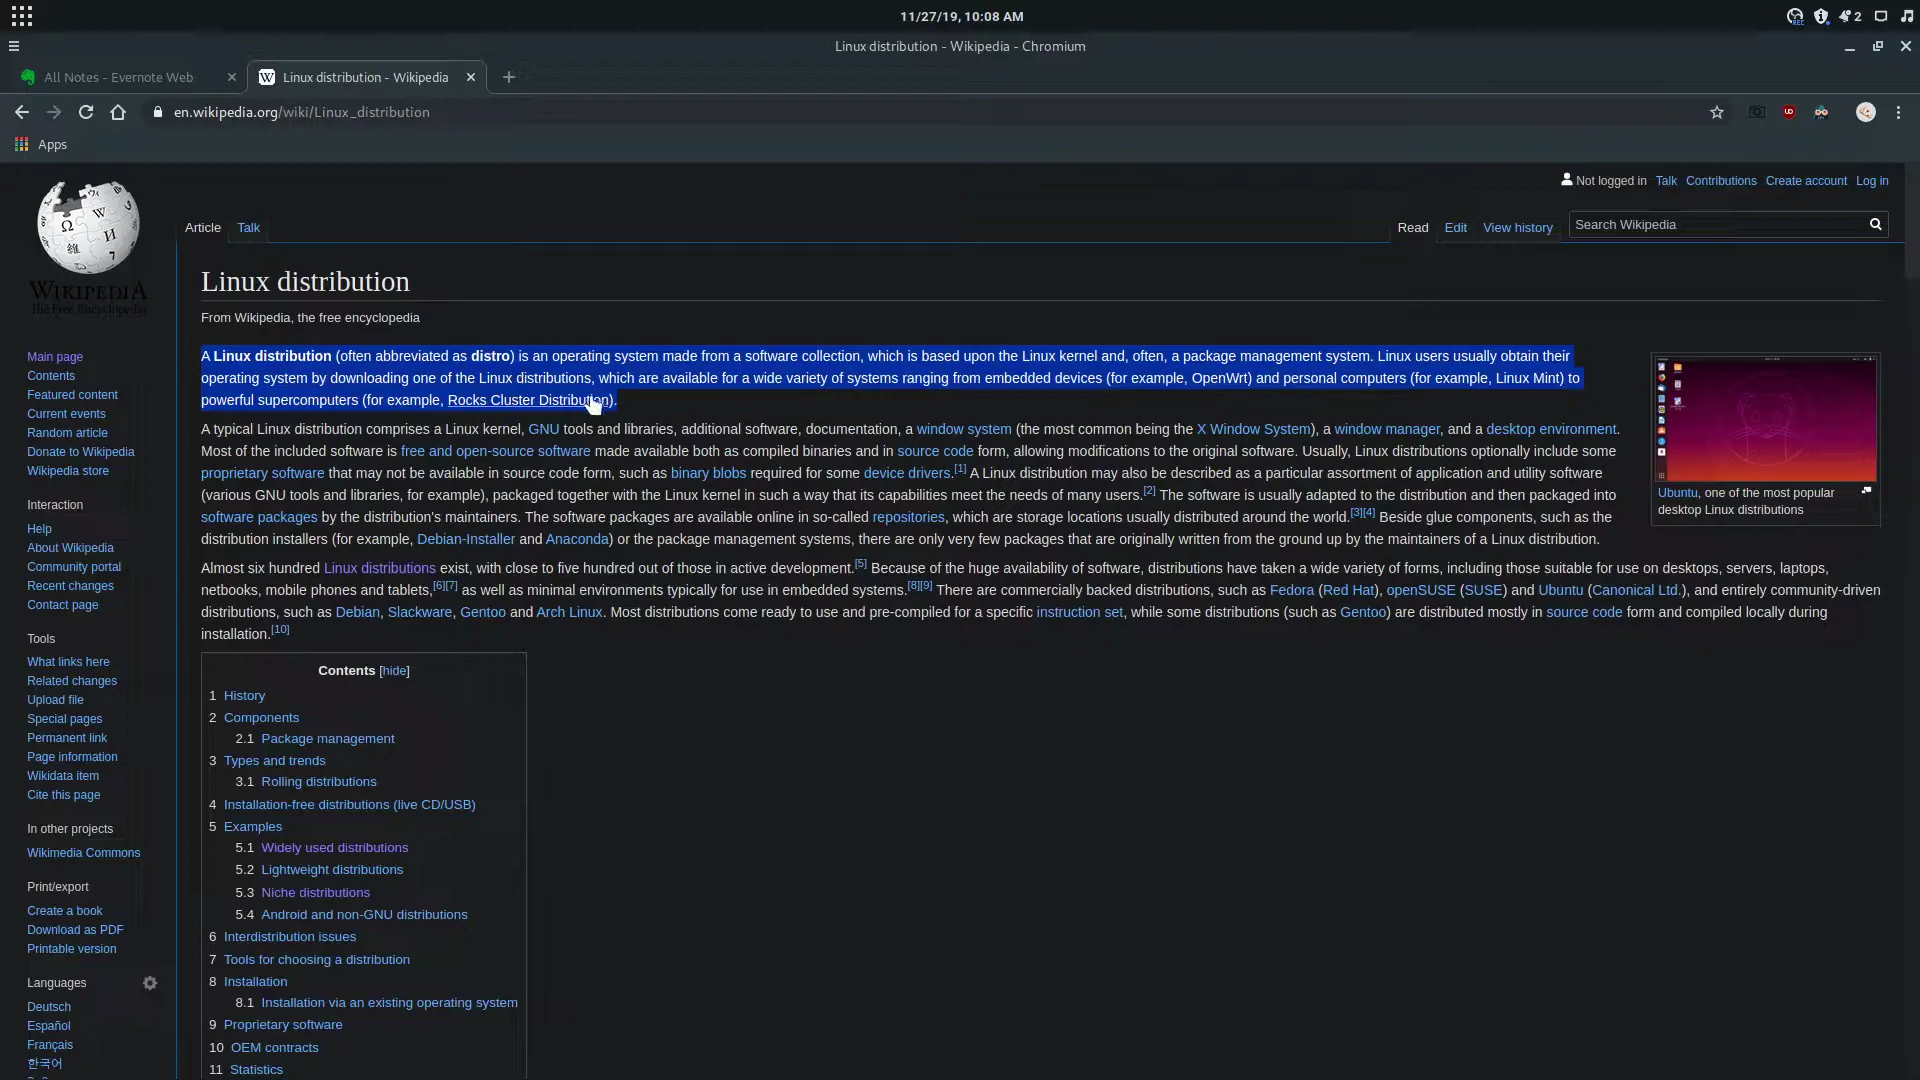 11/27/19, 10:08 AM
REC
2
Linux distribution - Wikipedia - Chromium
All Notes - Evernote Web
Linux distribution - Wikipedia
en.wikipedia.org/wiki/Linux_distribution
Apps
Not logged in Talk Contributions Create account Log in
Article Talk
Read Edit View history
Search Wikipedia
WIKIPEDIA
The Free Encyclopedia
Main page
Contents
Featured content
Current events
Random article
Donate to Wikipedia
Wikipedia store
Interaction
Help
About Wikipedia
Community portal
Recent changes
Contact page
Tools
What links here
Related changes
Upload file
Special pages
Permanent link
Page information
Wikidata item
Cite this page
In other projects
Wikimedia Commons
Print/export
Create a book
Download as PDF
Printable version
Languages
Deutsch
Español
Français
한국어
Linux distribution
From Wikipedia, the free encyclopedia
A Linux distribution (often abbreviated as distro) is an operating system made from a software collection, which is based upon the Linux kernel and, often, a package management system. Linux users usually obtain their
operating system by downloading one of the Linux distributions, which are available for a wide variety of systems ranging from embedded devices (for example, OpenWrt) and personal computers (for example, Linux Mint) to
powerful supercomputers (for example, Rocks Cluster Distribution).
A typical Linux distribution comprises a Linux kernel, GNU tools and libraries, additional software, documentation, a window system (the most common being the X Window System), a window manager, and a desktop environment.
Most of the included software is free and open-source software made available both as compiled binaries and in source code form, allowing modifications to the original software. Usually, Linux distributions optionally include some
proprietary software that may not be available in source code form, such as binary blobs required for some device drivers.[1] A Linux distribution may also be described as a particular assortment of application and utility software
(various GNU tools and libraries, for example), packaged together with the Linux kernel in such a way that its capabilities meet the needs of many users.[2] The software is usually adapted to the distribution and then packaged into
software packages by the distribution's maintainers. The software packages are available online in so-called repositories, which are storage locations usually distributed around the world.[3][4] Beside glue components, such as the
distribution installers (for example, Debian-Installer and Anaconda) or the package management systems, there are only very few packages that are originally written from the ground up by the maintainers of a Linux distribution.
Almost six hundred Linux distributions exist, with close to five hundred out of those in active development.[5] Because of the huge availability of software, distributions have taken a wide variety of forms, including those suitable for use on desktops, servers, laptops,
netbooks, mobile phones and tablets,[6][7] as well as minimal environments typically for use in embedded systems.[8][9] There are commercially backed distributions, such as Fedora (Red Hat), openSUSE (SUSE) and Ubuntu (Canonical Ltd.), and entirely community-driven
distributions, such as Debian, Slackware, Gentoo and Arch Linux. Most distributions come ready to use and pre-compiled for a specific instruction set, while some distributions (such as Gentoo) are distributed mostly in source code form and compiled locally during
installation.[10]
Ubuntu, one of the most popular
desktop Linux distributions
Contents [hide]
1 History
2 Components
2.1 Package management
3 Types and trends
3.1 Rolling distributions
4 Installation-free distributions (live CD/USB)
5 Examples
5.1 Widely used distributions
5.2 Lightweight distributions
5.3 Niche distributions
5.4 Android and non-GNU distributions
6 Interdistribution issues
7 Tools for choosing a distribution
8 Installation
8.1 Installation via an existing operating system
9 Proprietary software
10 OEM contracts
11 Statistics